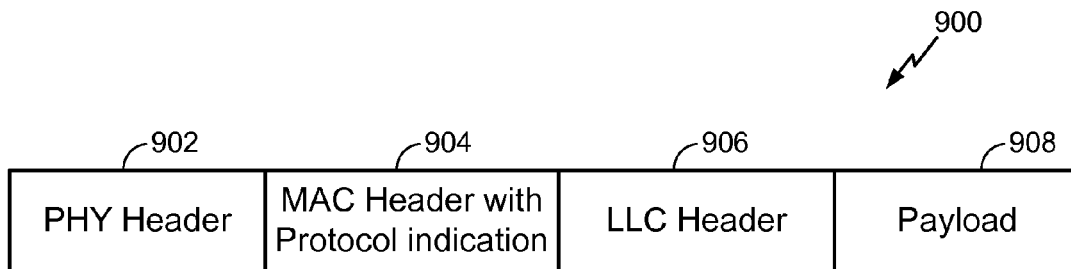 900
902
904
906
908
PHY Header
MAC Header with
Protocol indication
LLC Header
Payload